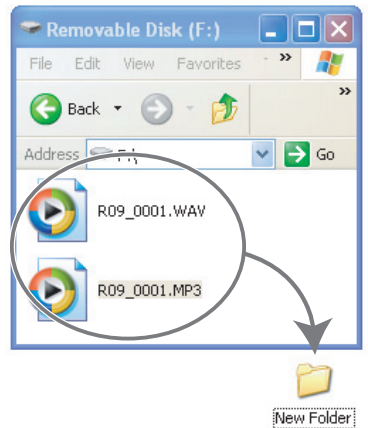 Removable Disk (F:)
File Edit View Favorites »
Back »
Address F:\ Go
R09_0001.WAV
R09_0001.MP3
New Folder